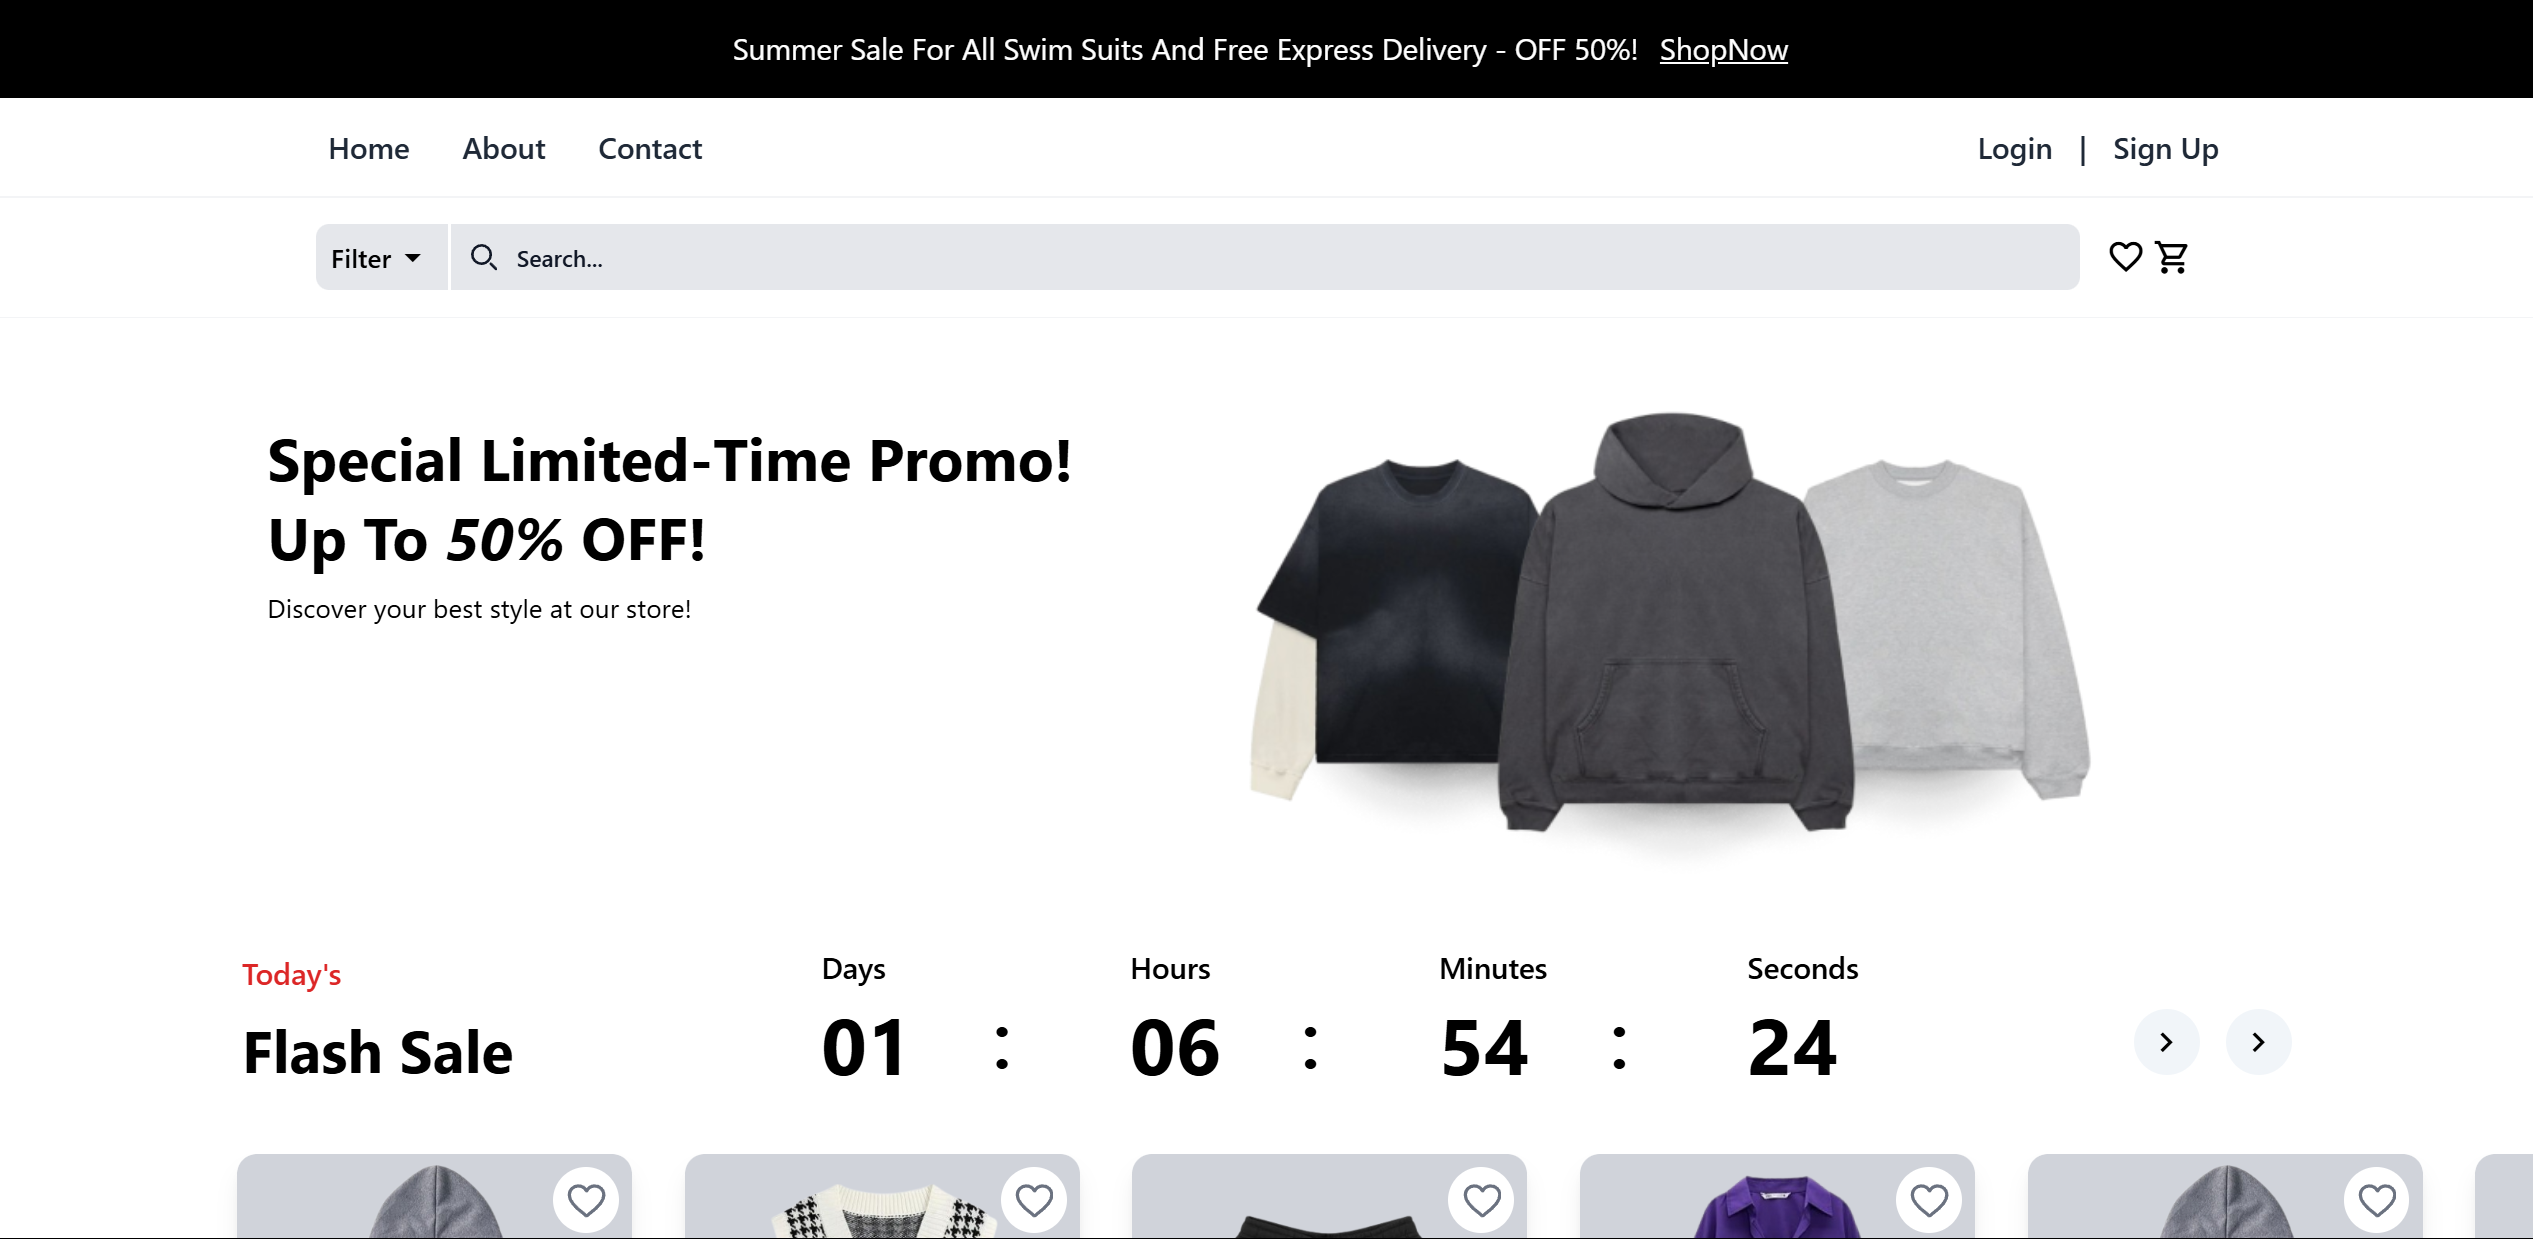 Summer Sale For All Swim Suits And Free Express Delivery - OFF 50%! ShopNow
Home About Contact Login | Sign Up
Filter Search...
Special Limited-Time Promo!
Up To 50% OFF!
Discover your best style at our store!
Today's
Flash Sale
Days Hours Minutes Seconds
01 : 06 : 54 : 24